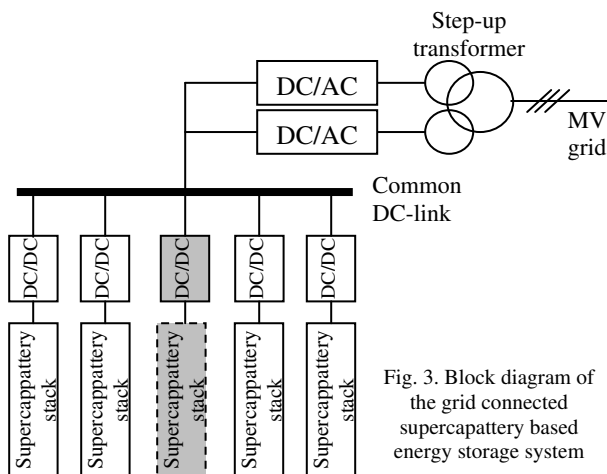 Step-up
transformer
DC/AC
DC/AC
MV
grid
Common
DC-link
DC/DC
DC/DC
DC/DC
DC/DC
DC/DC
Supercappattery
stack
Supercappattery
stack
Supercappattery
stack
Supercappattery
stack
Supercappattery
stack
Fig. 3. Block diagram of
the grid connected
supercapattery based
energy storage system